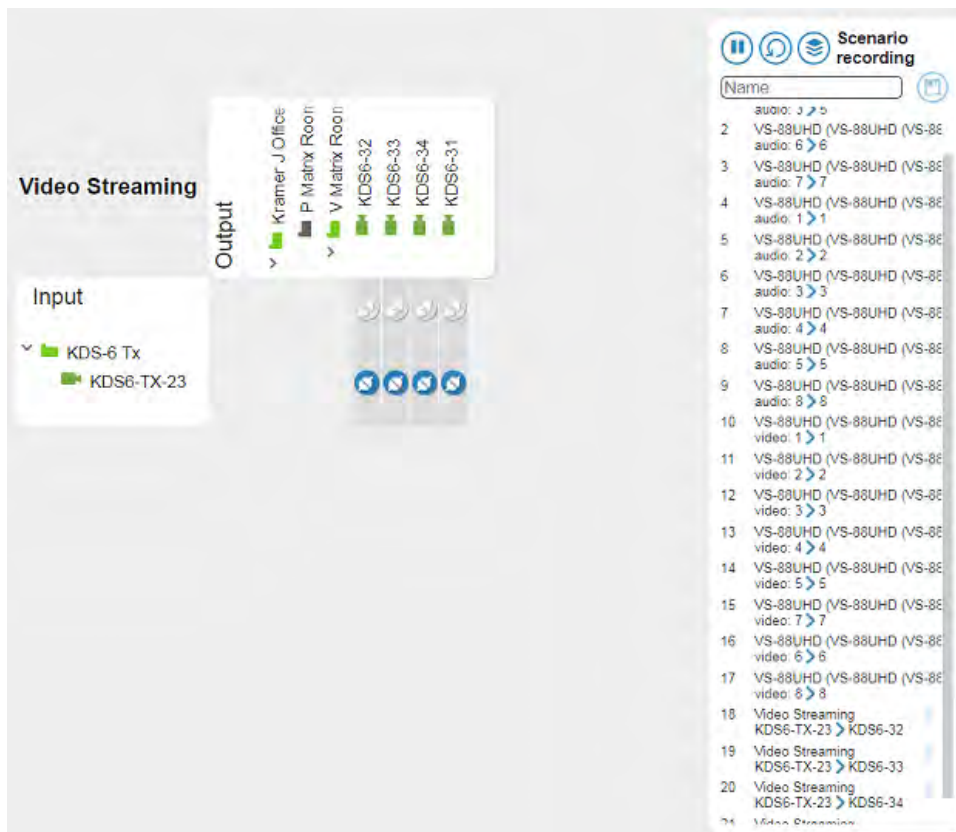 Scenario
recording
Name
Video Streaming
Output
Kramer J Office
P Matrix Roon
V Matrix Roon
KDS6-32
KDS6-33
KDS6-34
KDS6-31
Input
KDS-6 Tx
KDS6-TX-23
audio: 3 > 5
2 VS-88UHD (VS-88UHD (VS-88
audio: 6 > 6
3 VS-88UHD (VS-88UHD (VS-88
audio: 7 > 7
4 VS-88UHD (VS-88UHD (VS-88
audio: 1 > 1
5 VS-88UHD (VS-88UHD (VS-88
audio: 2 > 2
6 VS-88UHD (VS-88UHD (VS-88
audio: 3 > 3
7 VS-88UHD (VS-88UHD (VS-88
audio: 4 > 4
8 VS-88UHD (VS-88UHD (VS-88
audio: 5 > 5
9 VS-88UHD (VS-88UHD (VS-88
audio: 8 > 8
10 VS-88UHD (VS-88UHD (VS-88
video: 1 > 1
11 VS-88UHD (VS-88UHD (VS-88
video: 2 > 2
12 VS-88UHD (VS-88UHD (VS-88
video: 3 > 3
13 VS-88UHD (VS-88UHD (VS-88
video: 4 > 4
14 VS-88UHD (VS-88UHD (VS-88
video: 5 > 5
15 VS-88UHD (VS-88UHD (VS-88
video: 7 > 7
16 VS-88UHD (VS-88UHD (VS-88
video: 6 > 6
17 VS-88UHD (VS-88UHD (VS-88
video: 8 > 8
18 Video Streaming
KDS6-TX-23 > KDS6-32
19 Video Streaming
KDS6-TX-23 > KDS6-33
20 Video Streaming
KDS6-TX-23 > KDS6-34
21 Video Streaming